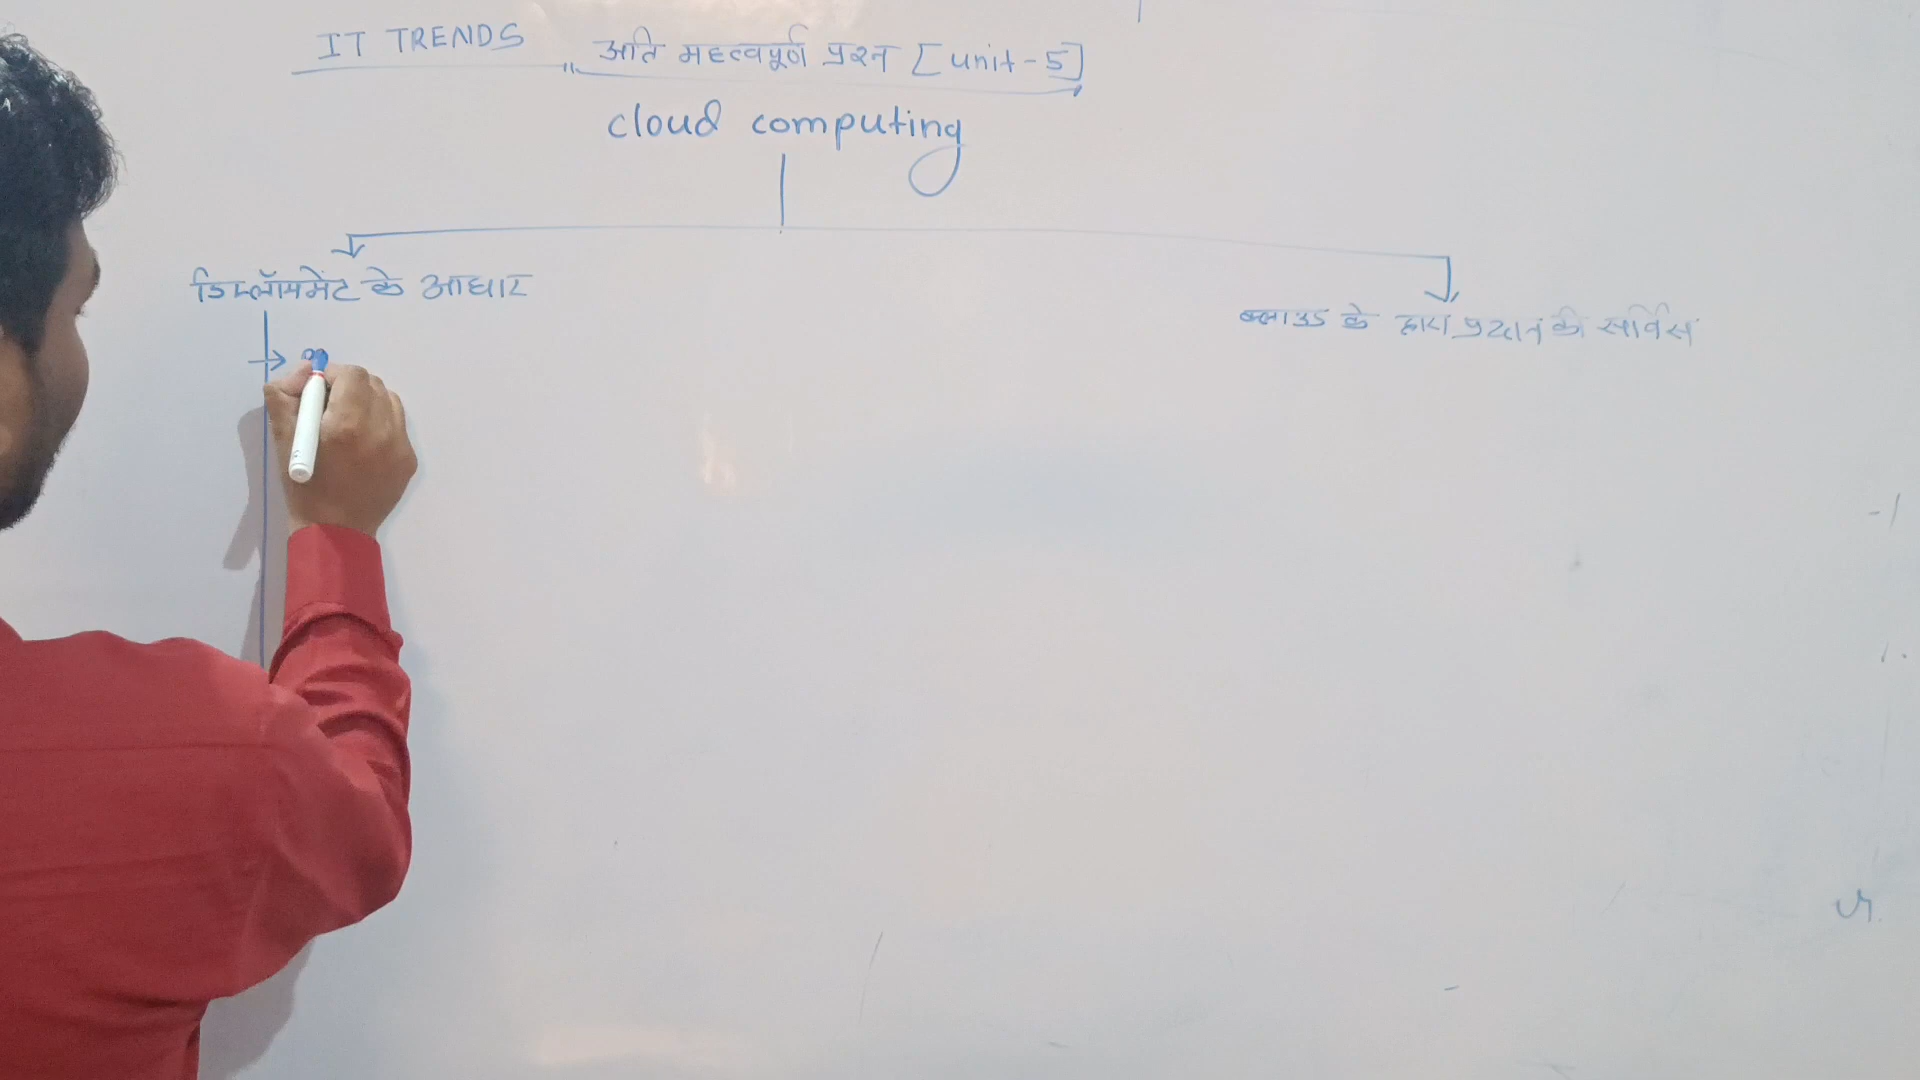 IT TRENDS
अति महत्वपूर्ण प्रश्न [unit-5]
cloud computing
डिप्लॉयमेंट के आधार
क्लाउड के द्वारा प्रदान की सर्विस